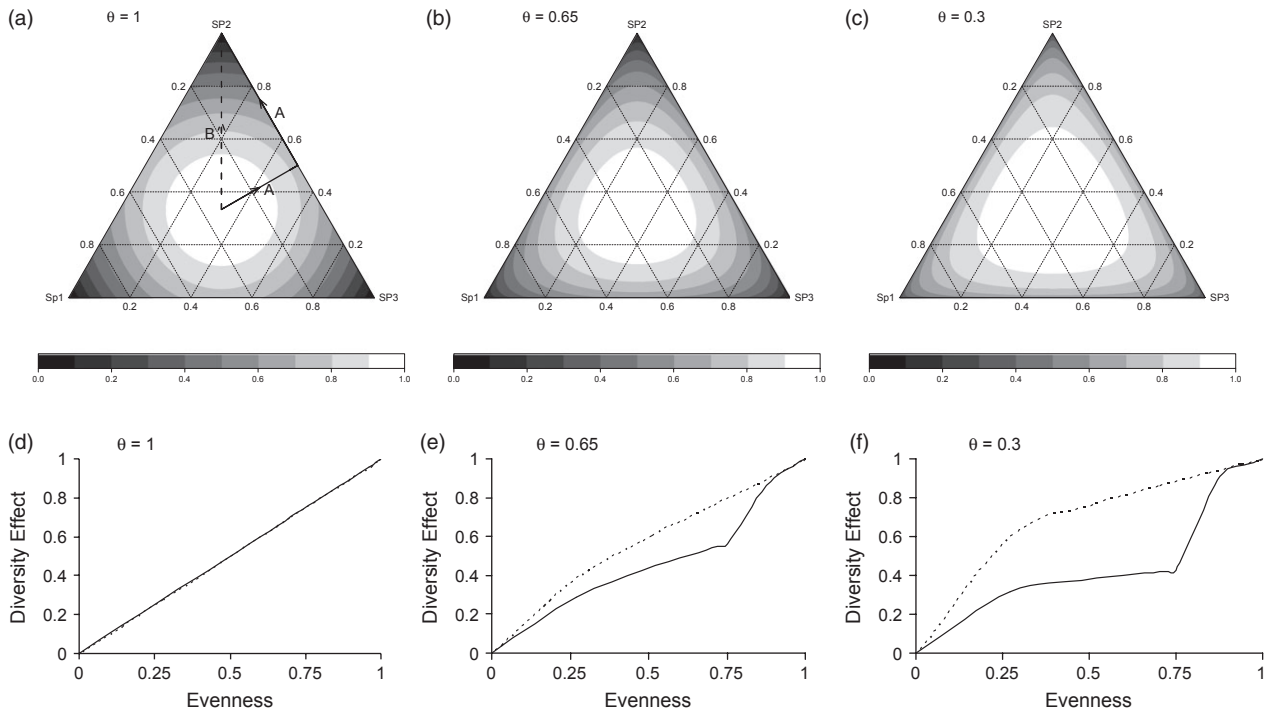 (a) θ = 1
(b) θ = 0.65
(c) θ = 0.3
SP2
SP2
SP2
0.2 0.8
0.2 0.8
0.2 0.8
A
B
0.4 0.6
0.4 0.6
0.4 0.6
A
0.6 0.4
0.6 0.4
0.6 0.4
0.8 0.2
0.8 0.2
0.8 0.2
Sp1 SP3
Sp1 SP3
Sp1 SP3
0.2 0.4 0.6 0.8
0.2 0.4 0.6 0.8
0.2 0.4 0.6 0.8
0.0 0.2 0.4 0.6 0.8 1.0
0.0 0.2 0.4 0.6 0.8 1.0
0.0 0.2 0.4 0.6 0.8 1.0
(d) θ = 1
1
0.8
0.6
0.4
0.2
0
Diversity Effect
0 0.25 0.5 0.75 1
Evenness
(e) θ = 0.65
1
0.8
0.6
0.4
0.2
0
Diversity Effect
0 0.25 0.5 0.75 1
Evenness
(f) θ = 0.3
1
0.8
0.6
0.4
0.2
0
Diversity Effect
0 0.25 0.5 0.75 1
Evenness